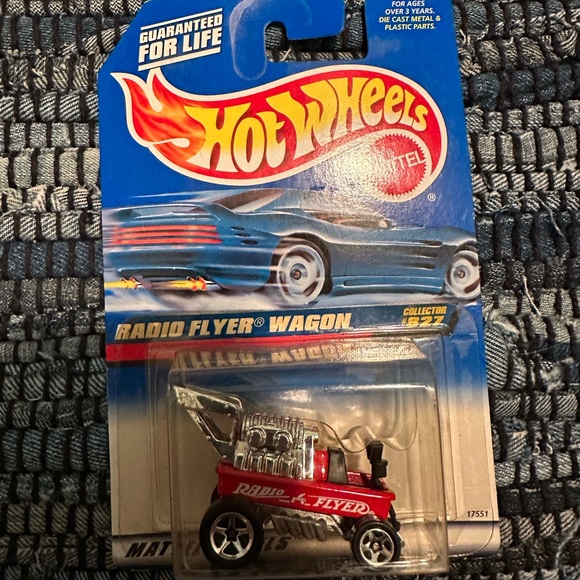 GUARANTEED
FOR LIFE
FOR AGES
OVER 3 YEARS.
DIE CAST METAL &
PLASTIC PARTS.
HOT WHEELS
MATTEL
®
RADIO FLYER® WAGON
COLLECTOR
#827
RADIO FLYER
17551